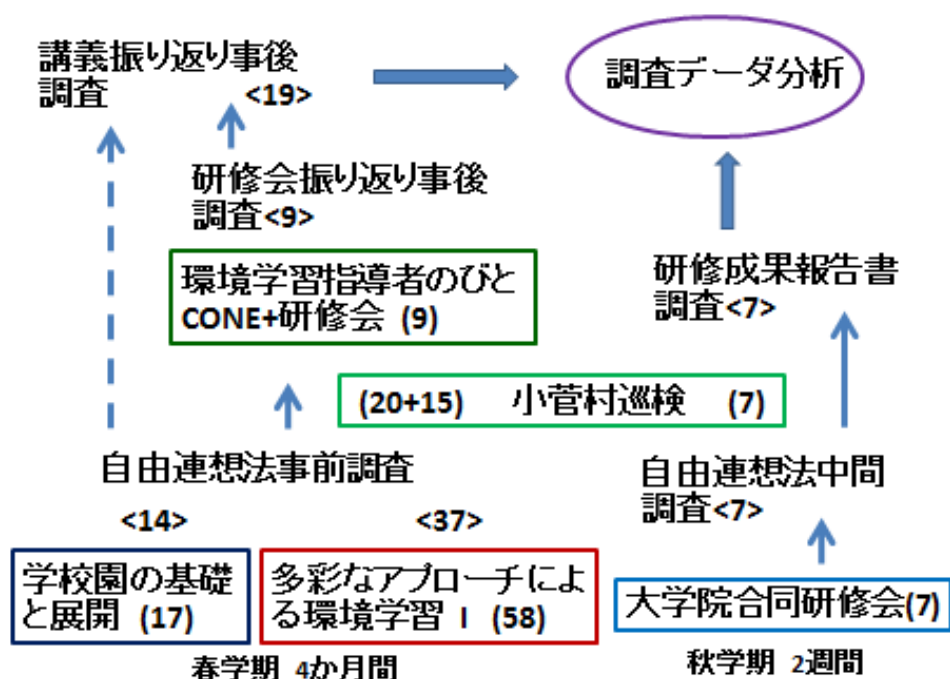 講義振り返り事後
調査 <19>
調査データ分析
研修会振り返り事後
調査<9>
環境学習指導者のびと
CONE+研修会 (9)
研修成果報告書
調査<7>
(20+15) 小菅村巡検 (7)
自由連想法事前調査
<14> <37>
自由連想法中間
調査<7>
学校園の基礎
と展開 (17)
多彩なアプローチによ
る環境学習 I (58)
大学院合同研修会(7)
春学期 4か月間
秋学期 2週間